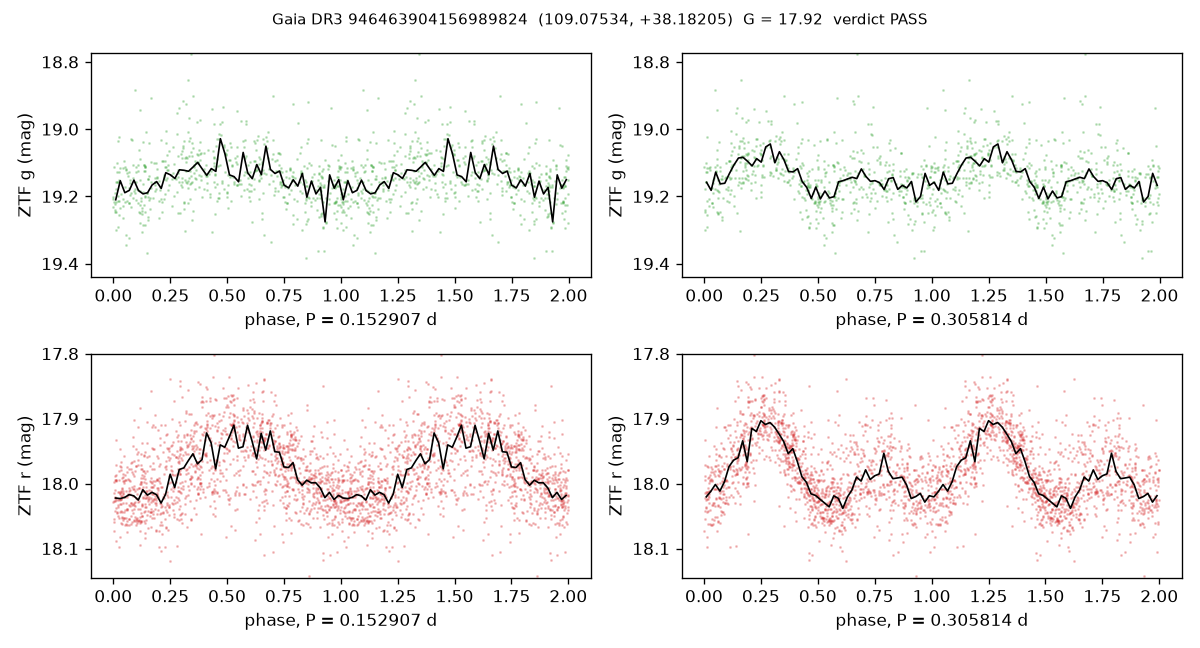 Gaia DR3 946463904156989824 (109.07534, +38.18205) G = 17.92 verdict PASS
ZTF g (mag)
18.8
19.0
19.2
19.4
0.00 0.25 0.50 0.75 1.00 1.25 1.50 1.75 2.00
phase, P = 0.152907 d
ZTF g (mag)
18.8
19.0
19.2
19.4
0.00 0.25 0.50 0.75 1.00 1.25 1.50 1.75 2.00
phase, P = 0.305814 d
ZTF r (mag)
17.8
17.9
18.0
18.1
0.00 0.25 0.50 0.75 1.00 1.25 1.50 1.75 2.00
phase, P = 0.152907 d
ZTF r (mag)
17.8
17.9
18.0
18.1
0.00 0.25 0.50 0.75 1.00 1.25 1.50 1.75 2.00
phase, P = 0.305814 d